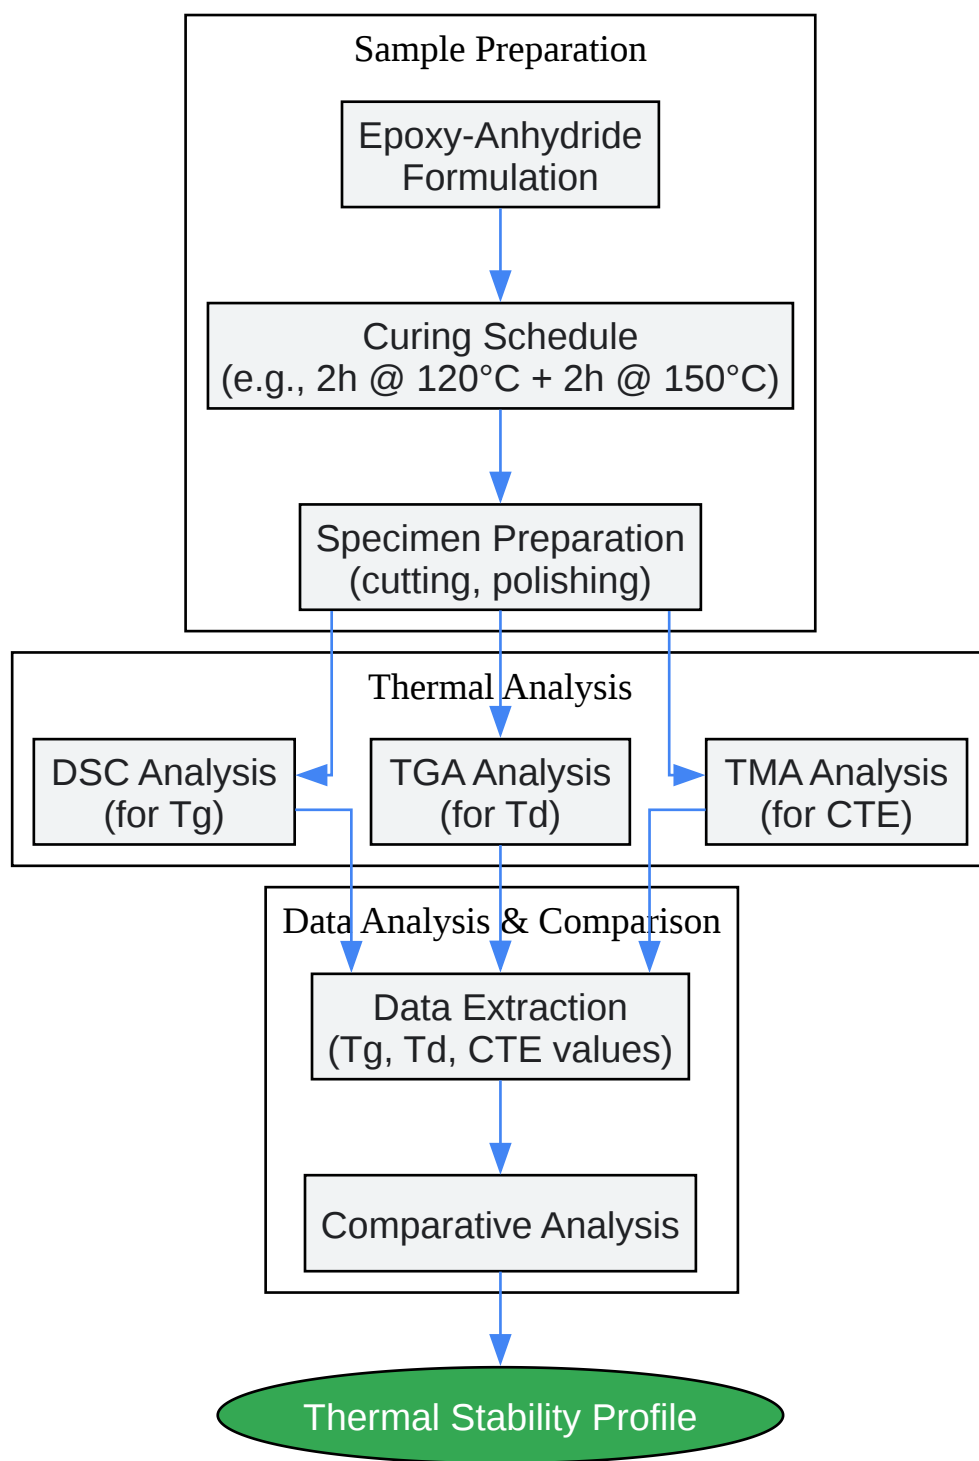 Sample Preparation
Epoxy-Anhydride
Formulation
Curing Schedule
(e.g., 2h @ 120°C + 2h @ 150°C)
Specimen Preparation
(cutting, polishing)
Thermal Analysis
DSC Analysis
(for Tg)
TGA Analysis
(for Td)
TMA Analysis
(for CTE)
Data Analysis & Comparison
Data Extraction
(Tg, Td, CTE values)
Comparative Analysis
Thermal Stability Profile